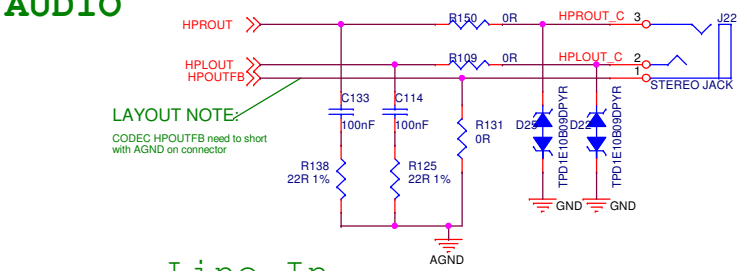 AUDIO
HPROUT
R150
0R
HPROUT_C
3
J22
HPLOUT
R109
0R
HPLOUT_C
2
HPOUTFB
1
STEREO JACK
LAYOUT NOTE:
CODEC HPOUTFB need to short
with AGND on connector
C133
100nF
C114
100nF
R131
0R
D25
TPD1E10B09DPYR
D22
TPD1E10B09DPYR
R138
22R 1%
R125
22R 1%
GND
GND
AGND
Line In